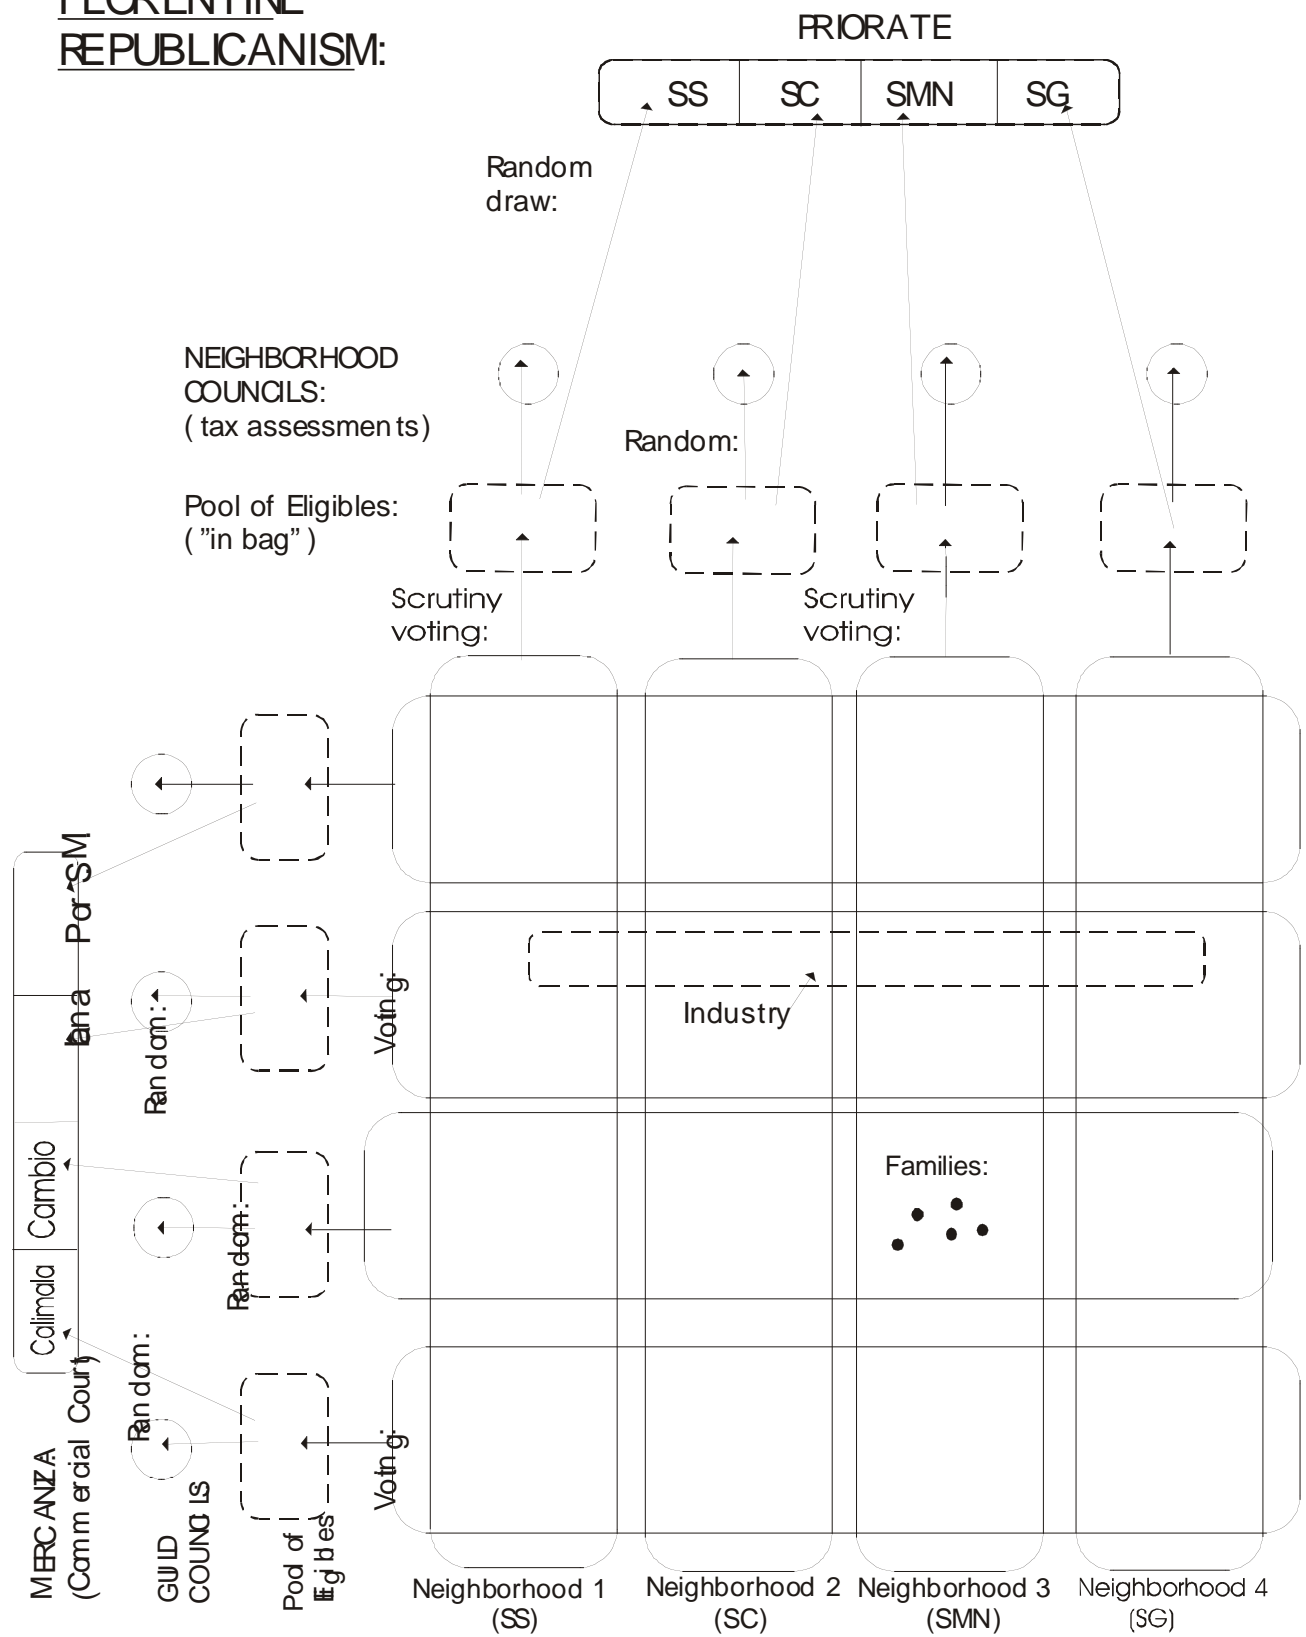 FLORENTINE
REPUBLICANISM:
PRIORATE
SS SC SMN SG
Random
draw:
NEIGHBORHOOD
COUNCILS:
( tax assessments)
Random:
Pool of Eligibles:
( ”in bag” )
Scrutiny
voting:
Scrutiny
voting:
Por SM
Lana
Cambio
Calimala
Random:
Voting:
Industry
Families:
Random:
Random:
Voting:
MERCANZIA
(Commercial Court)
GUILD
COUNCILS
Pool of
Eligibles
Neighborhood 1
(SS)
Neighborhood 2
(SC)
Neighborhood 3
(SMN)
Neighborhood 4
(SG)